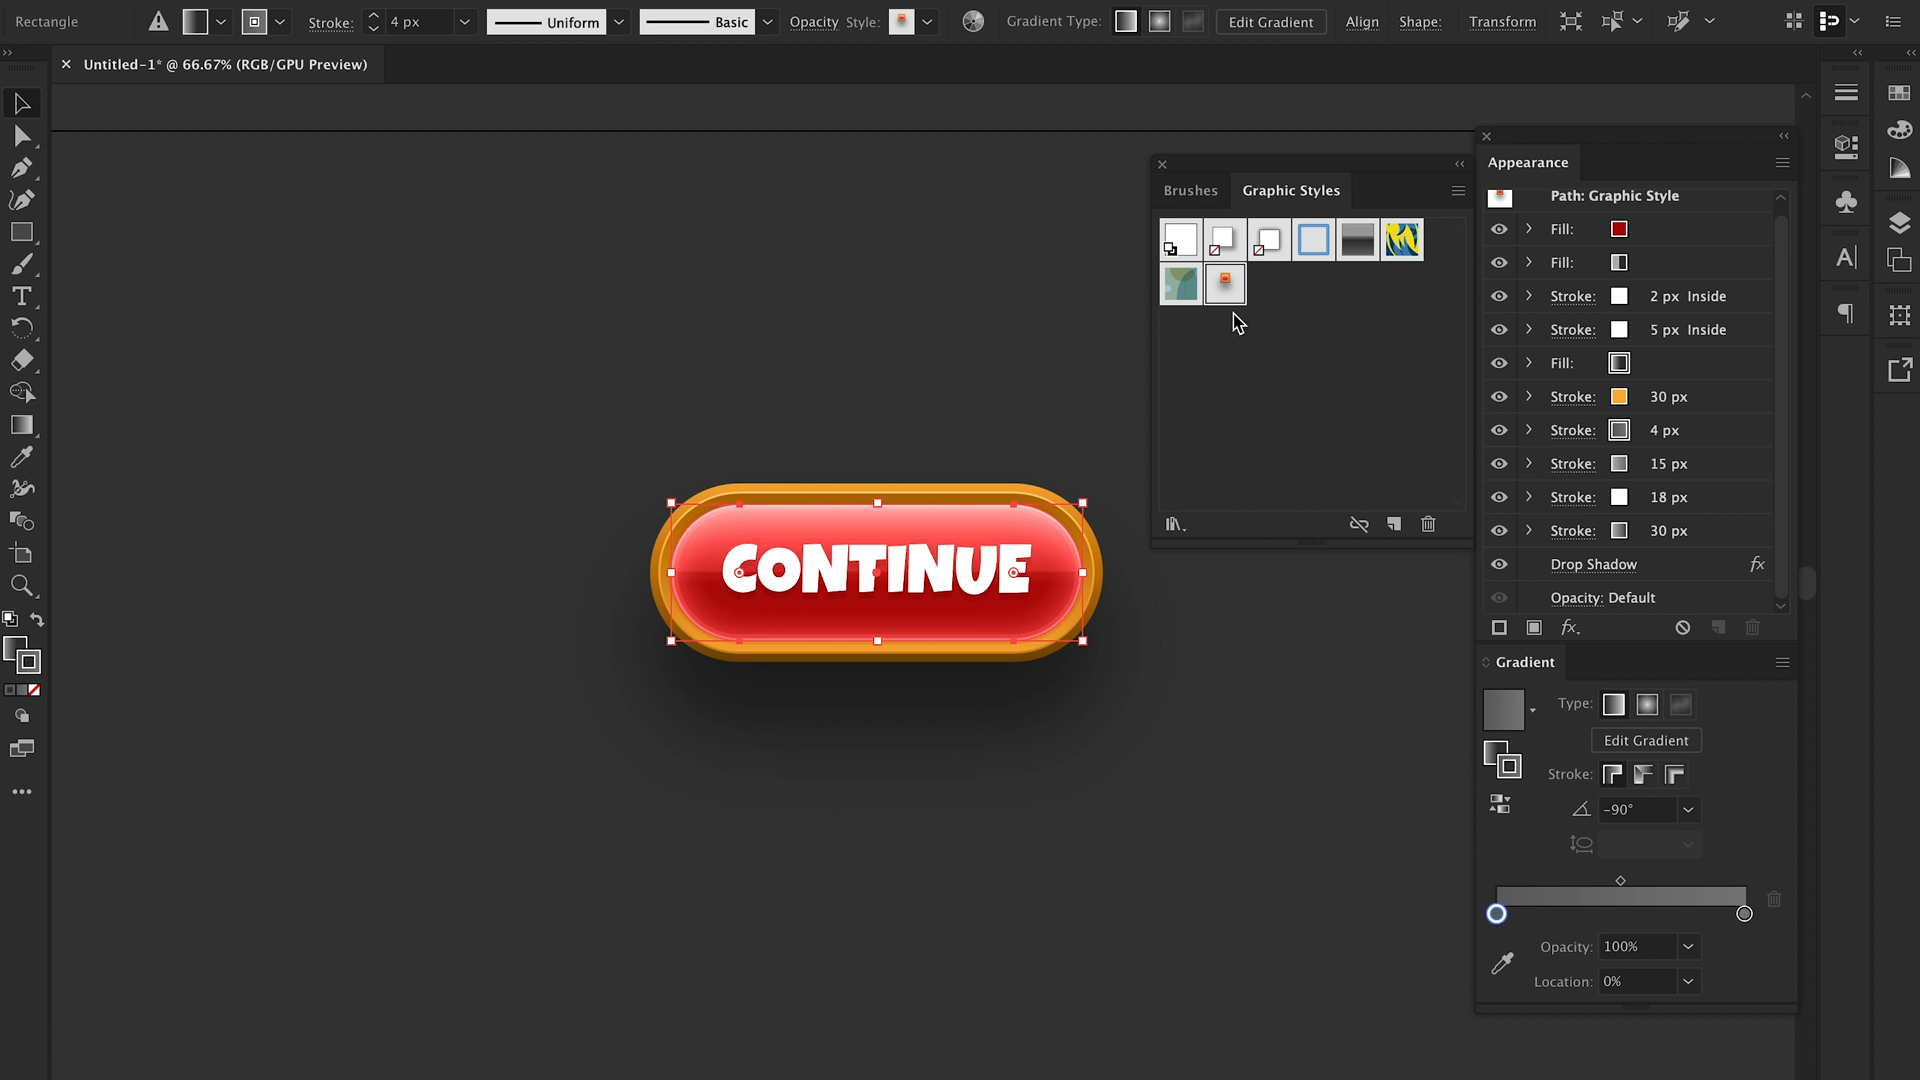 Rectangle
Stroke: 4 px
Uniform
Basic
Opacity Style:
Gradient Type:
Edit Gradient
Align
Shape:
Transform
Untitled-1* @ 66.67% (RGB/GPU Preview)
Brushes
Graphic Styles
CONTINUE
Appearance
Path: Graphic Style
Fill:
Fill:
Stroke: 2 px Inside
Stroke: 5 px Inside
Fill:
Stroke: 30 px
Stroke: 4 px
Stroke: 15 px
Stroke: 18 px
Stroke: 30 px
Drop Shadow fx
Opacity: Default
fx.
Gradient
Type:
Edit Gradient
Stroke:
-90°
Opacity: 100%
Location: 0%